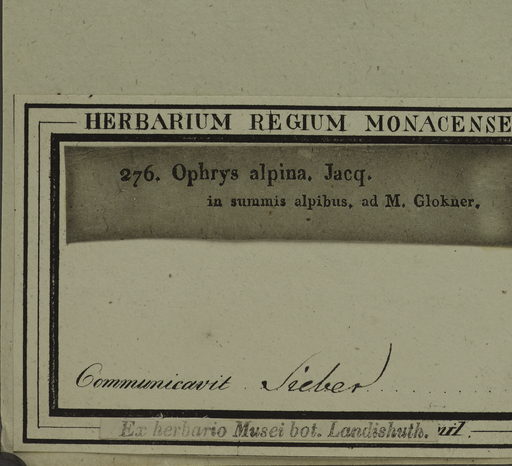 HERBARIUM REGIUM MONACENSE
276. Ophrys alpina. Jacq.
in summis alpibus, ad M. Glokner.
Communicavit Sieber
Ex herbario Musei bot. Landishuth.